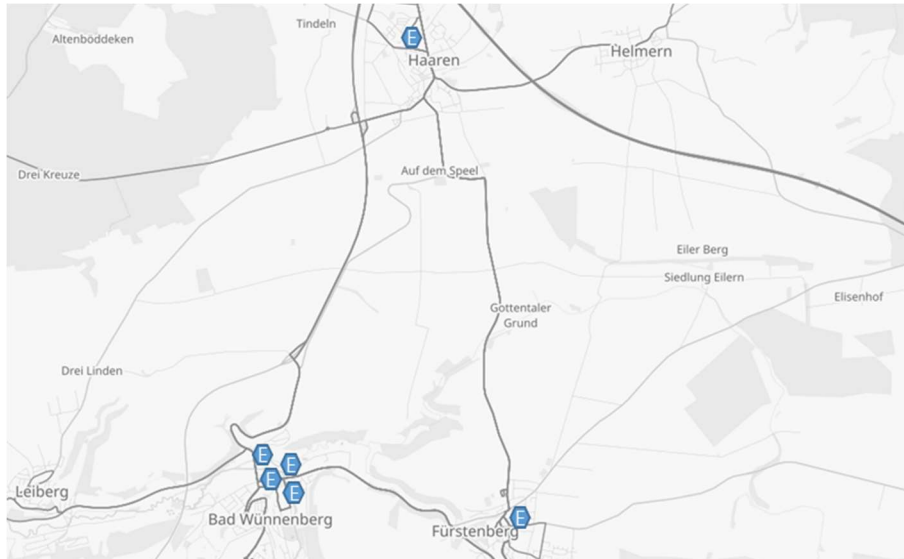 Tindeln
Altenböddeken
E
Haaren
Helmern
Drei Kreuze
Auf dem Speel
Eiler Berg
Siedlung Eilern
Elisenhof
Gottentaler
Grund
Drei Linden
E
E
E
E
Leiberg
Bad Wünnenberg
E
Fürstenberg